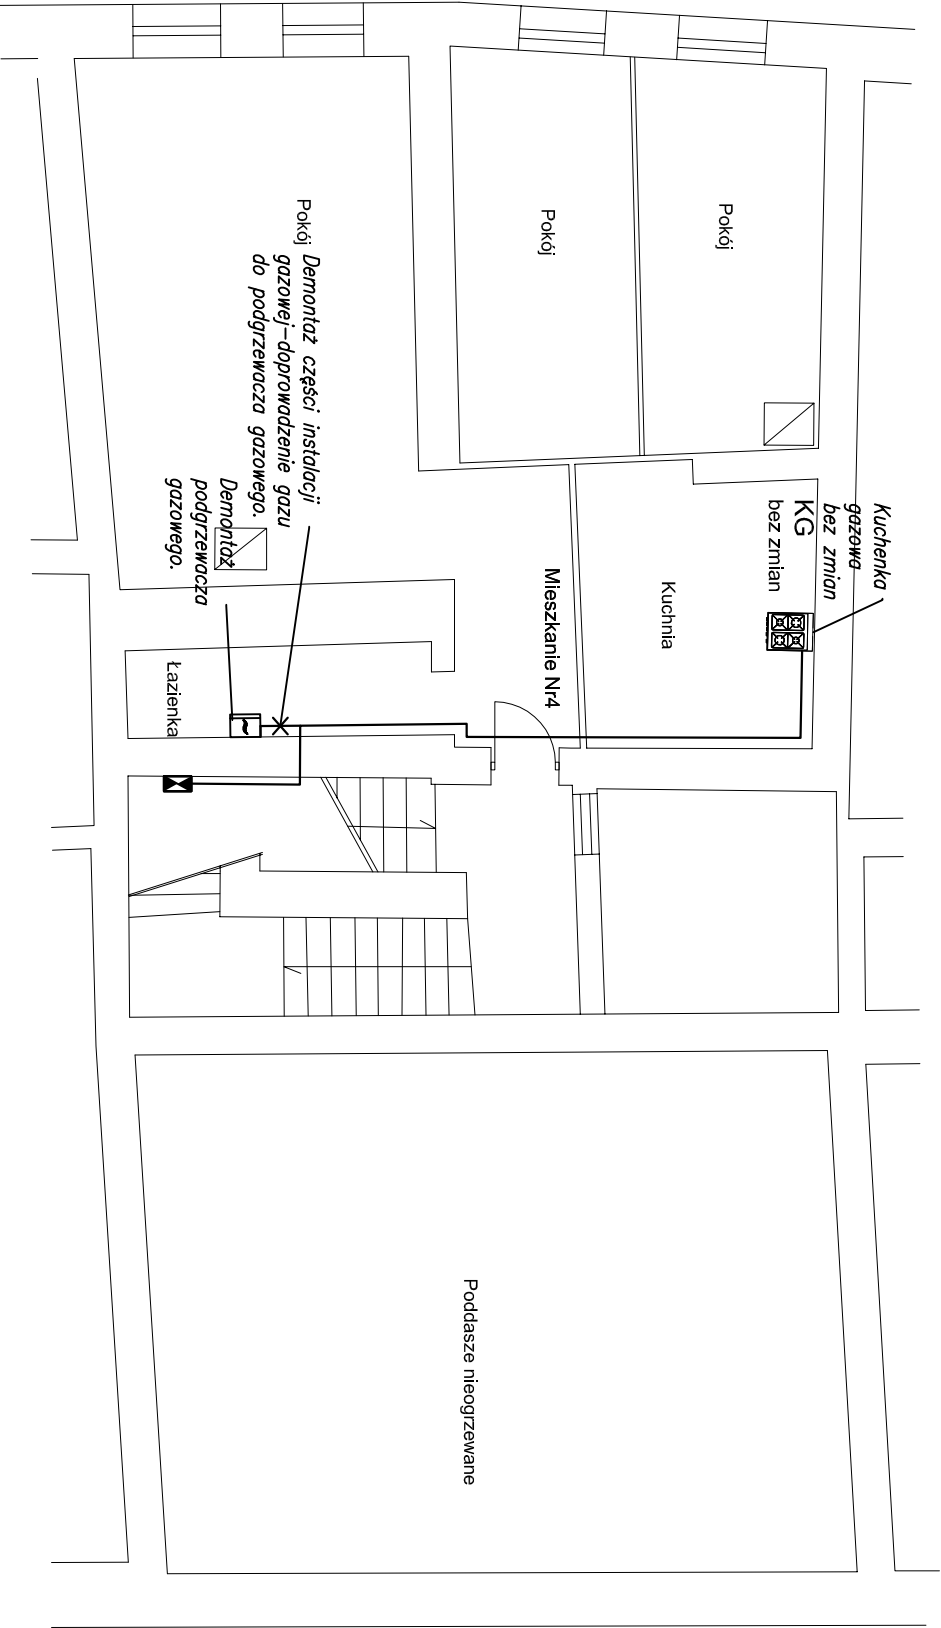 Kuchenka
gazowa
bez zmian
KG
bez zmian
Pokój
Kuchnia
Pokój
Mieszkanie Nr4
Pokój
Demontaż części instalacji
gazowej-doprowadzenie gazu
do podgrzewacza gazowego.
Demontaż
podgrzewacza
gazowego.
Łazienka
Poddasze nieogrzewane